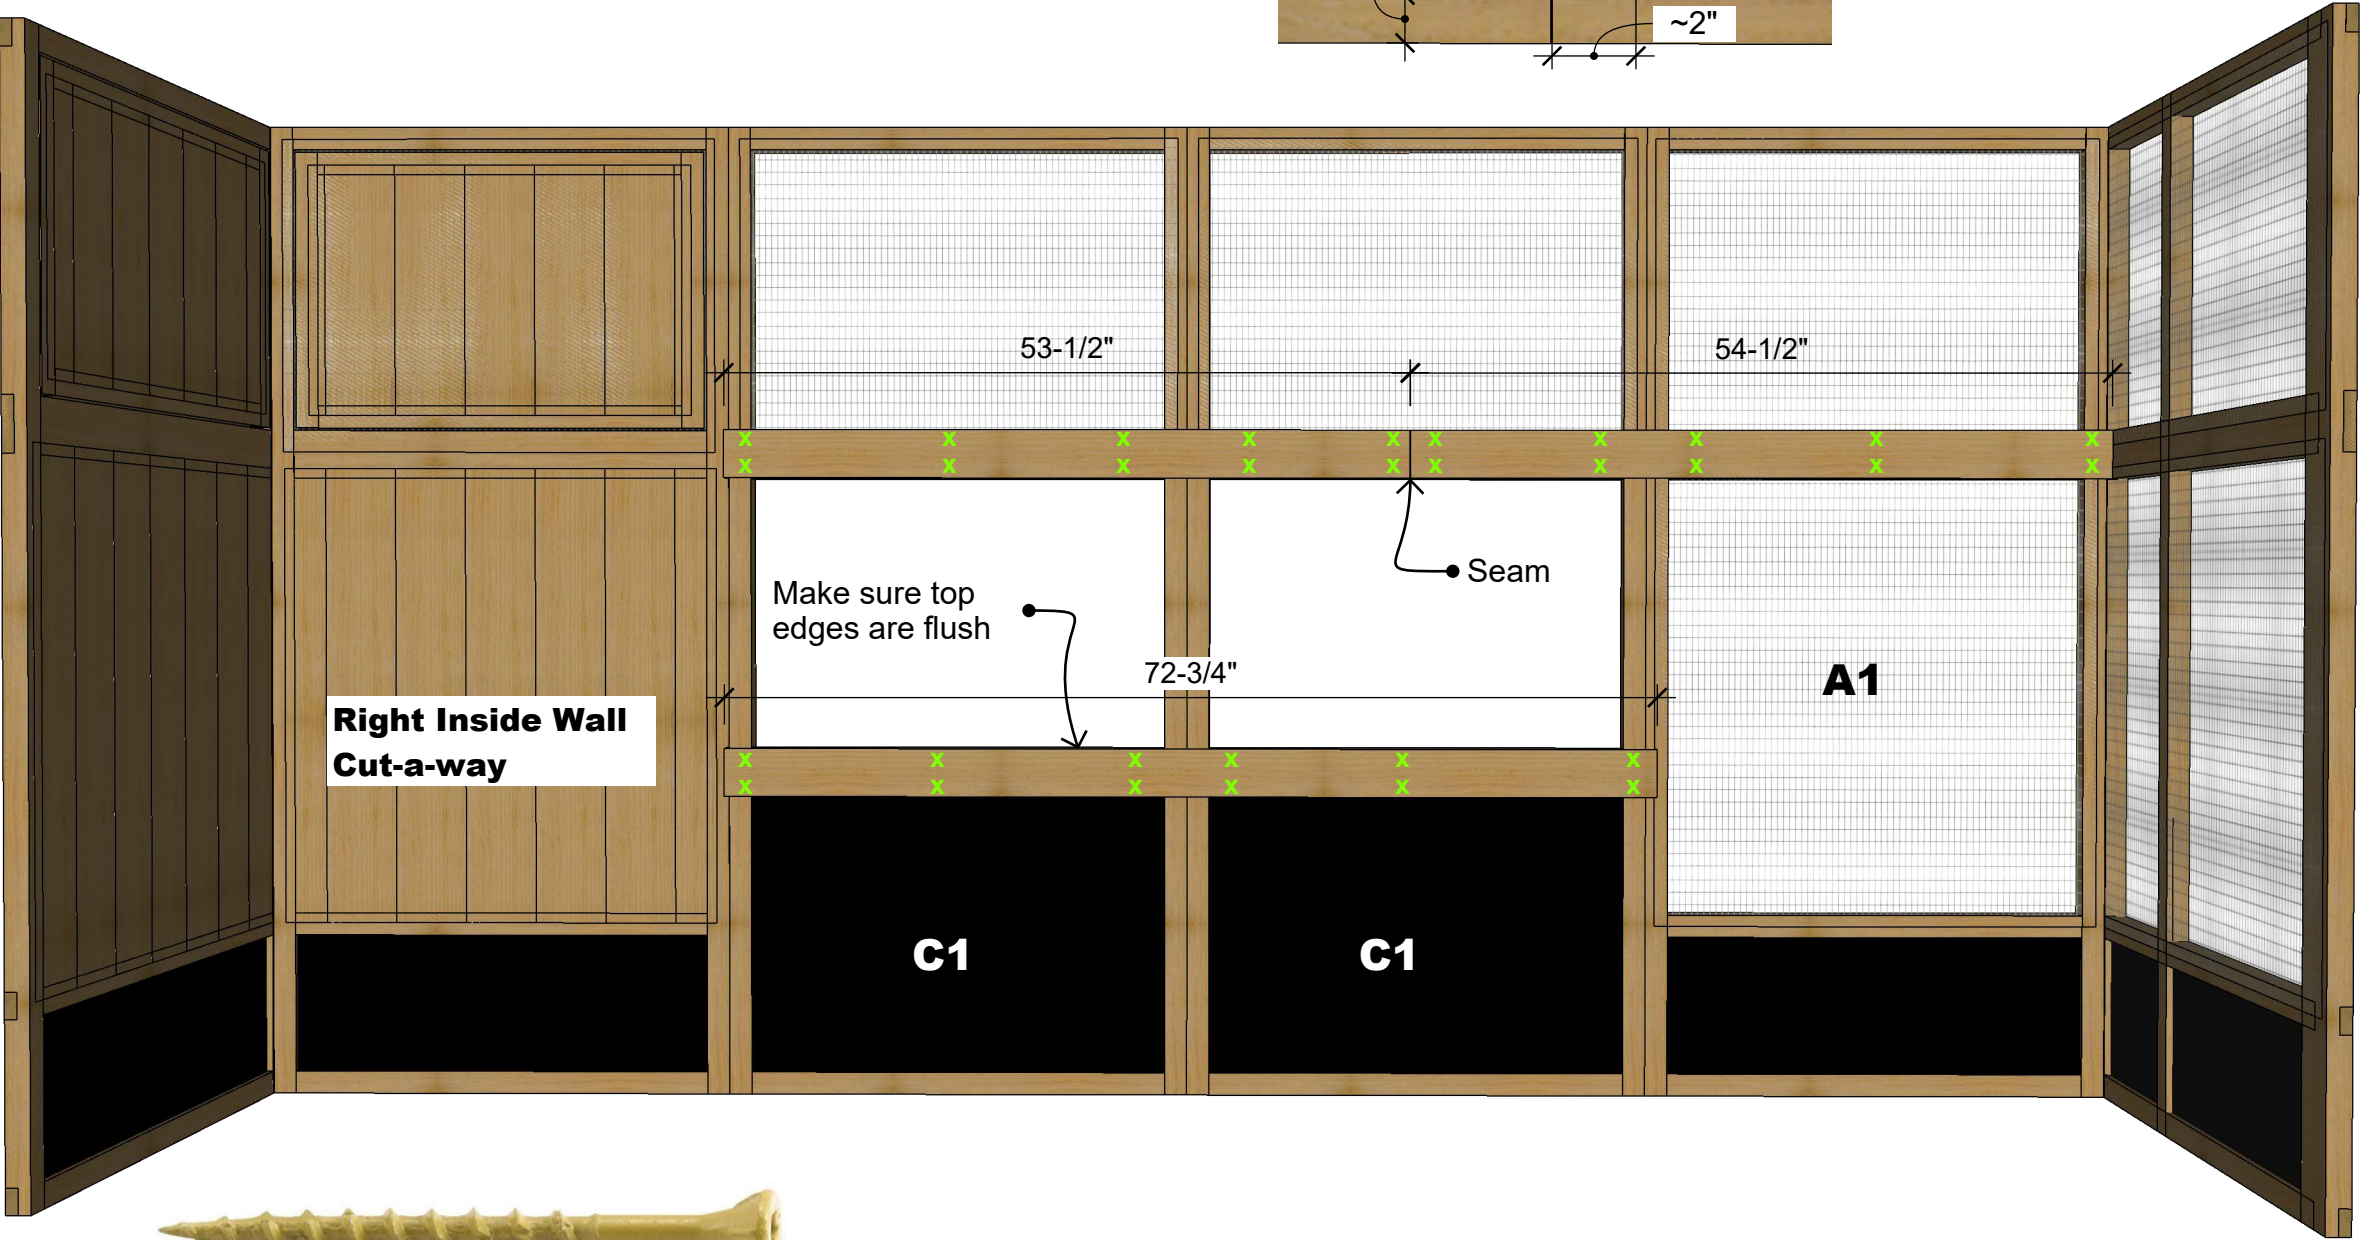 ~2"
53-1/2"
54-1/2"
x x x x x x x x x x
x x x x x x x x x x
Seam
Make sure top
edges are flush
72-3/4"
A1
Right Inside Wall
Cut-a-way
x x x x x x
x x x x x x
C1
C1